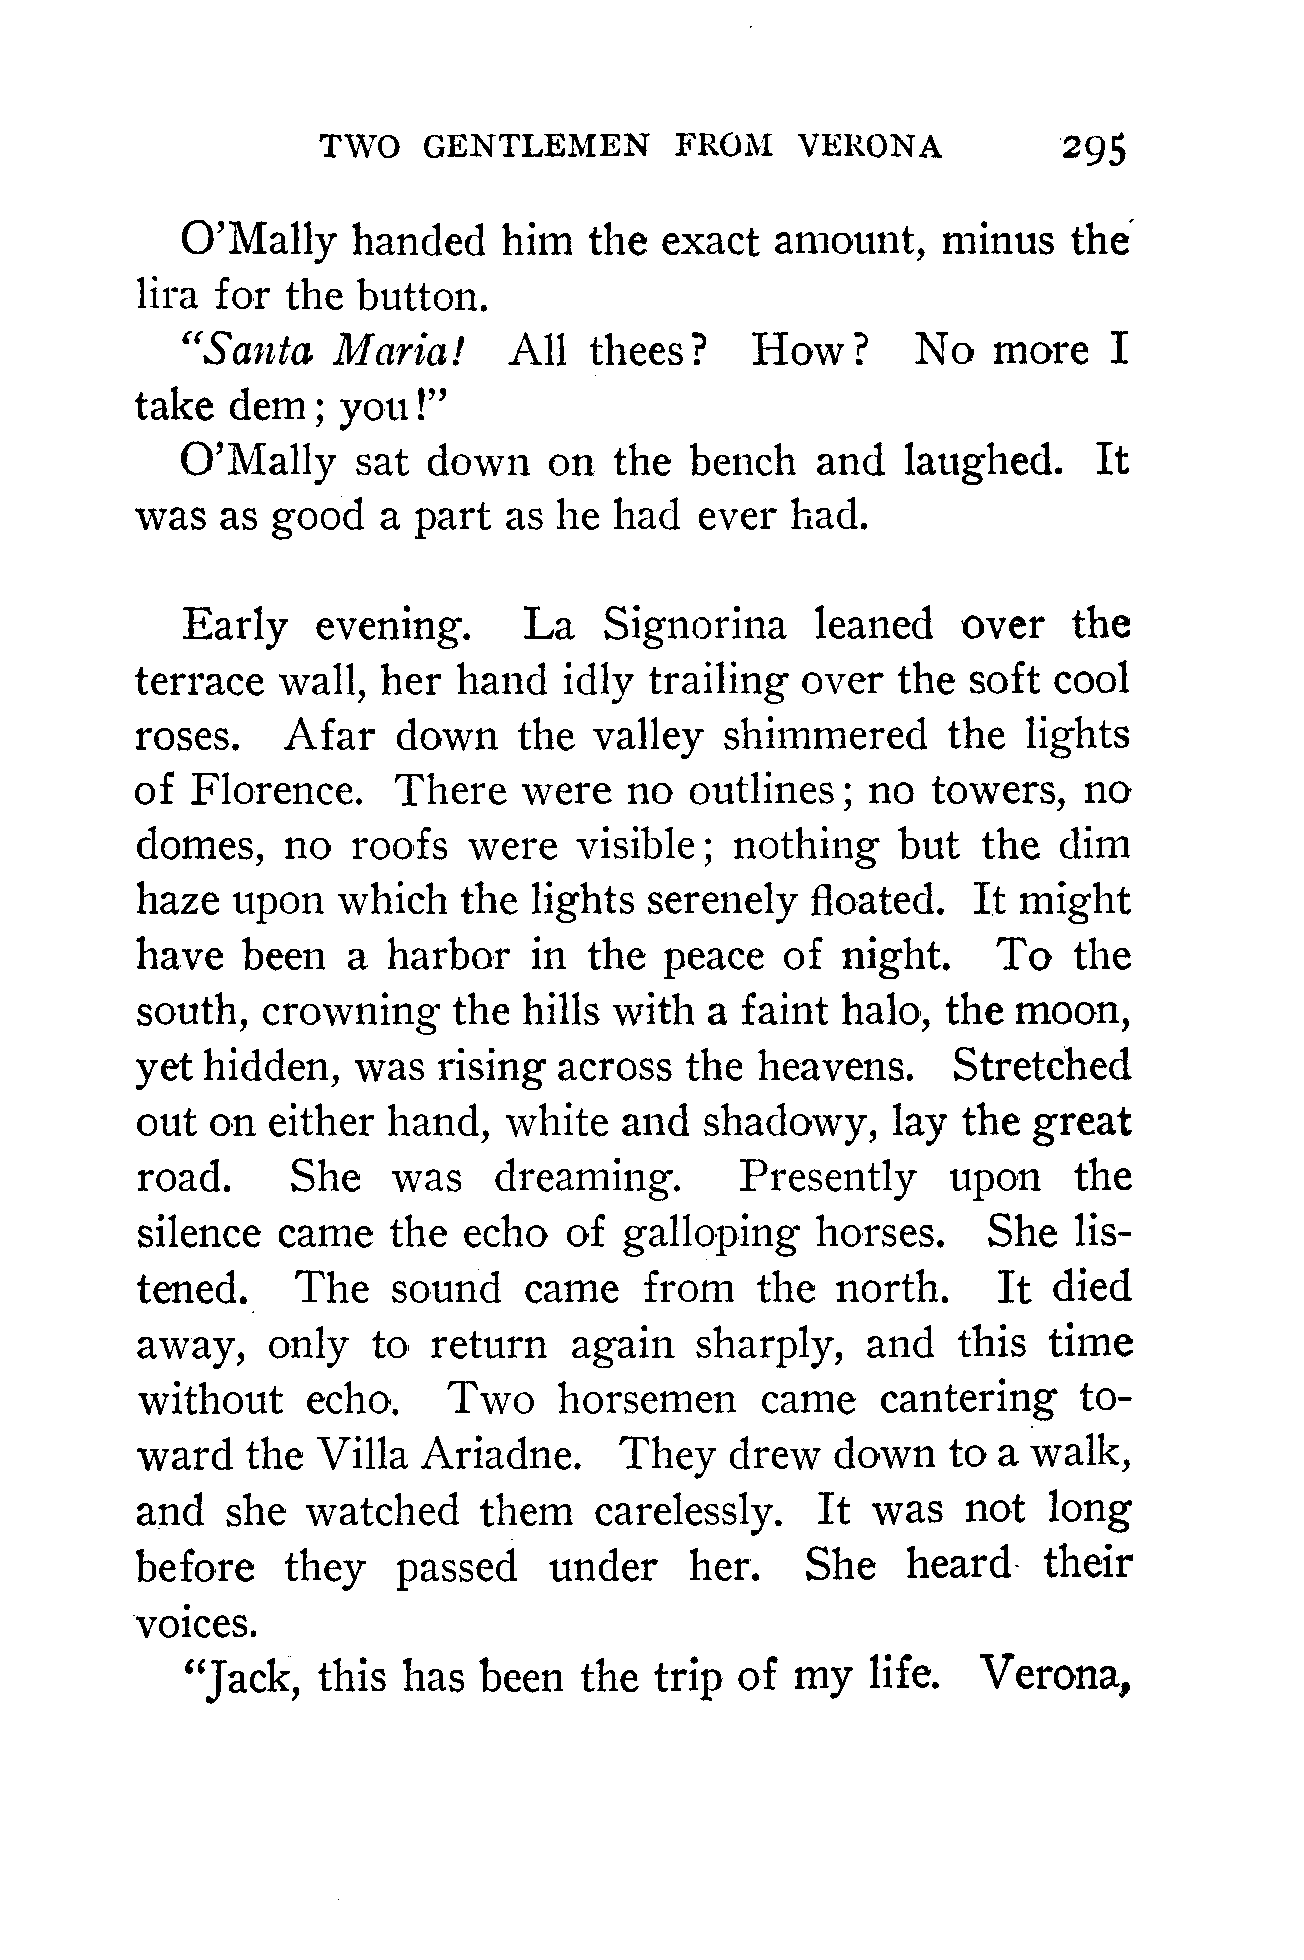 TWO GENTLEMEN FROM VERONA 295
O'Mally handed him the exact amount, minus the
lira for the button.
"Santa Maria! All thees? How? No more I
take dem; you!"
O'Mally sat down on the bench and laughed. It
was as good a part as he had ever had.
Early evening. La Signorina leaned over the
terrace wall, her hand idly trailing over the soft cool
roses. Afar down the valley shimmered the lights
of Florence. There were no outlines; no towers, no
domes, no roofs were visible; nothing but the dim
haze upon which the lights serenely floated. It might
have been a harbor in the peace of night. To the
south, crowning the hills with a faint halo, the moon,
yet hidden, was rising across the heavens. Stretched
out on either hand, white and shadowy, lay the great
road. She was dreaming. Presently upon the
silence came the echo of galloping horses. She lis-
tened. The sound came from the north. It died
away, only to return again sharply, and this time
without echo. Two horsemen came cantering to-
ward the Villa Ariadne. They drew down to a walk,
and she watched them carelessly. It was not long
before they passed under her. She heard their
voices.
"Jack, this has been the trip of my life. Verona,